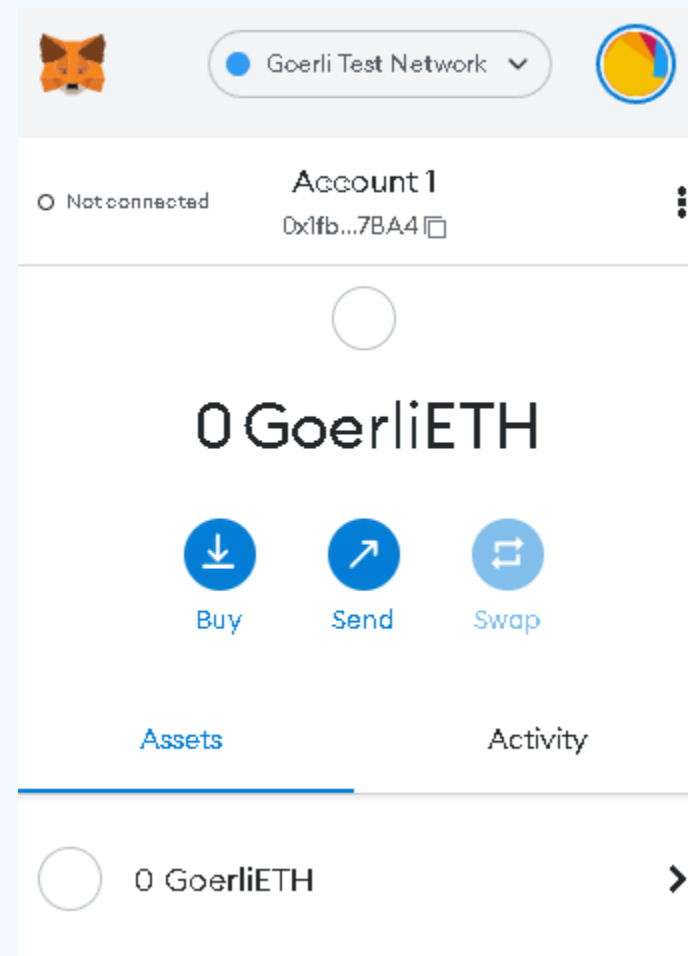 Goerli Test Network
Not connected
Account 1
0x1fb...7BA4
0 GoerliETH
Buy
Send
Swap
Assets
Activity
0 GoerliETH